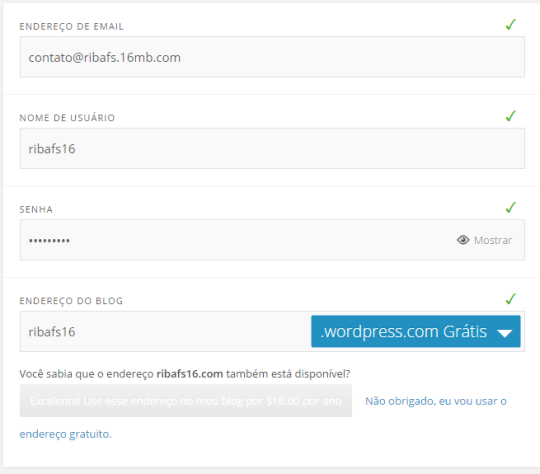 ENDEREÇO DE EMAIL
contato@ribafs.16mb.com
NOME DE USUÁRIO
ribafs16
SENHA
•••••••••
Mostrar
ENDEREÇO DO BLOG
ribafs16
.wordpress.com Grátis
Você sabia que o endereço ribafs16.com também está disponível?
Excelente! Use esse endereço no meu blog por $18.00 por ano
Não obrigado, eu vou usar o
endereço gratuito.